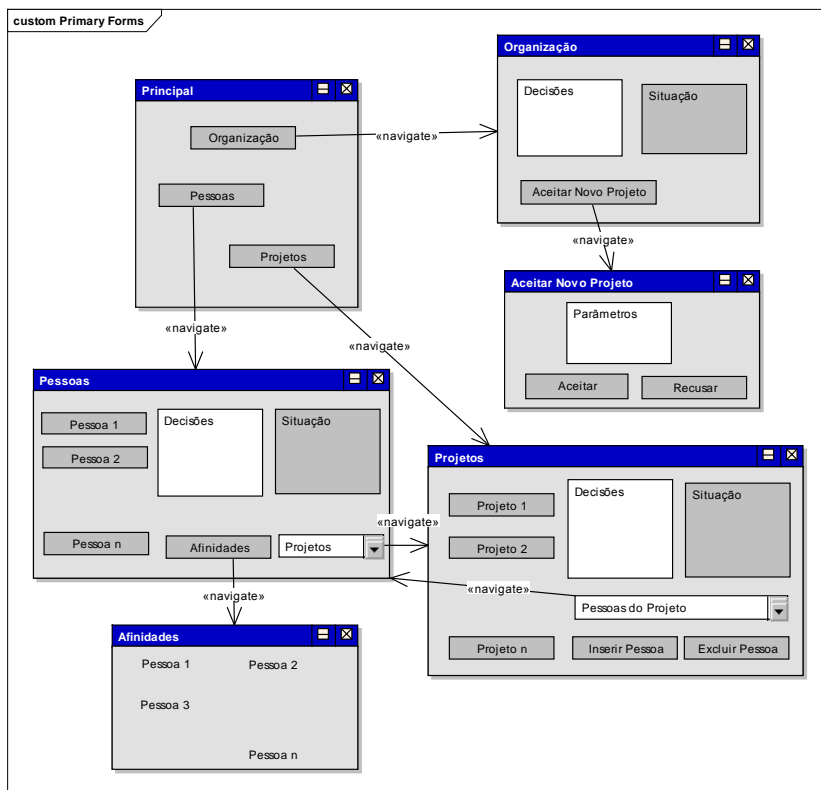 custom Primary Forms
Principal
Organização
Pessoas
Projetos
«navigate»
«navigate»
«navigate»
Organização
Decisões
Situação
Aceitar Novo Projeto
«navigate»
Aceitar Novo Projeto
Parâmetros
Aceitar
Recusar
Pessoas
Pessoa 1
Pessoa 2
Pessoa n
Decisões
Situação
Afinidades
Projetos
«navigate»
«navigate»
«navigate»
Projetos
Projeto 1
Projeto 2
Projeto n
Decisões
Situação
Pessoas do Projeto
Inserir Pessoa
Excluir Pessoa
Afinidades
Pessoa 1
Pessoa 2
Pessoa 3
Pessoa n